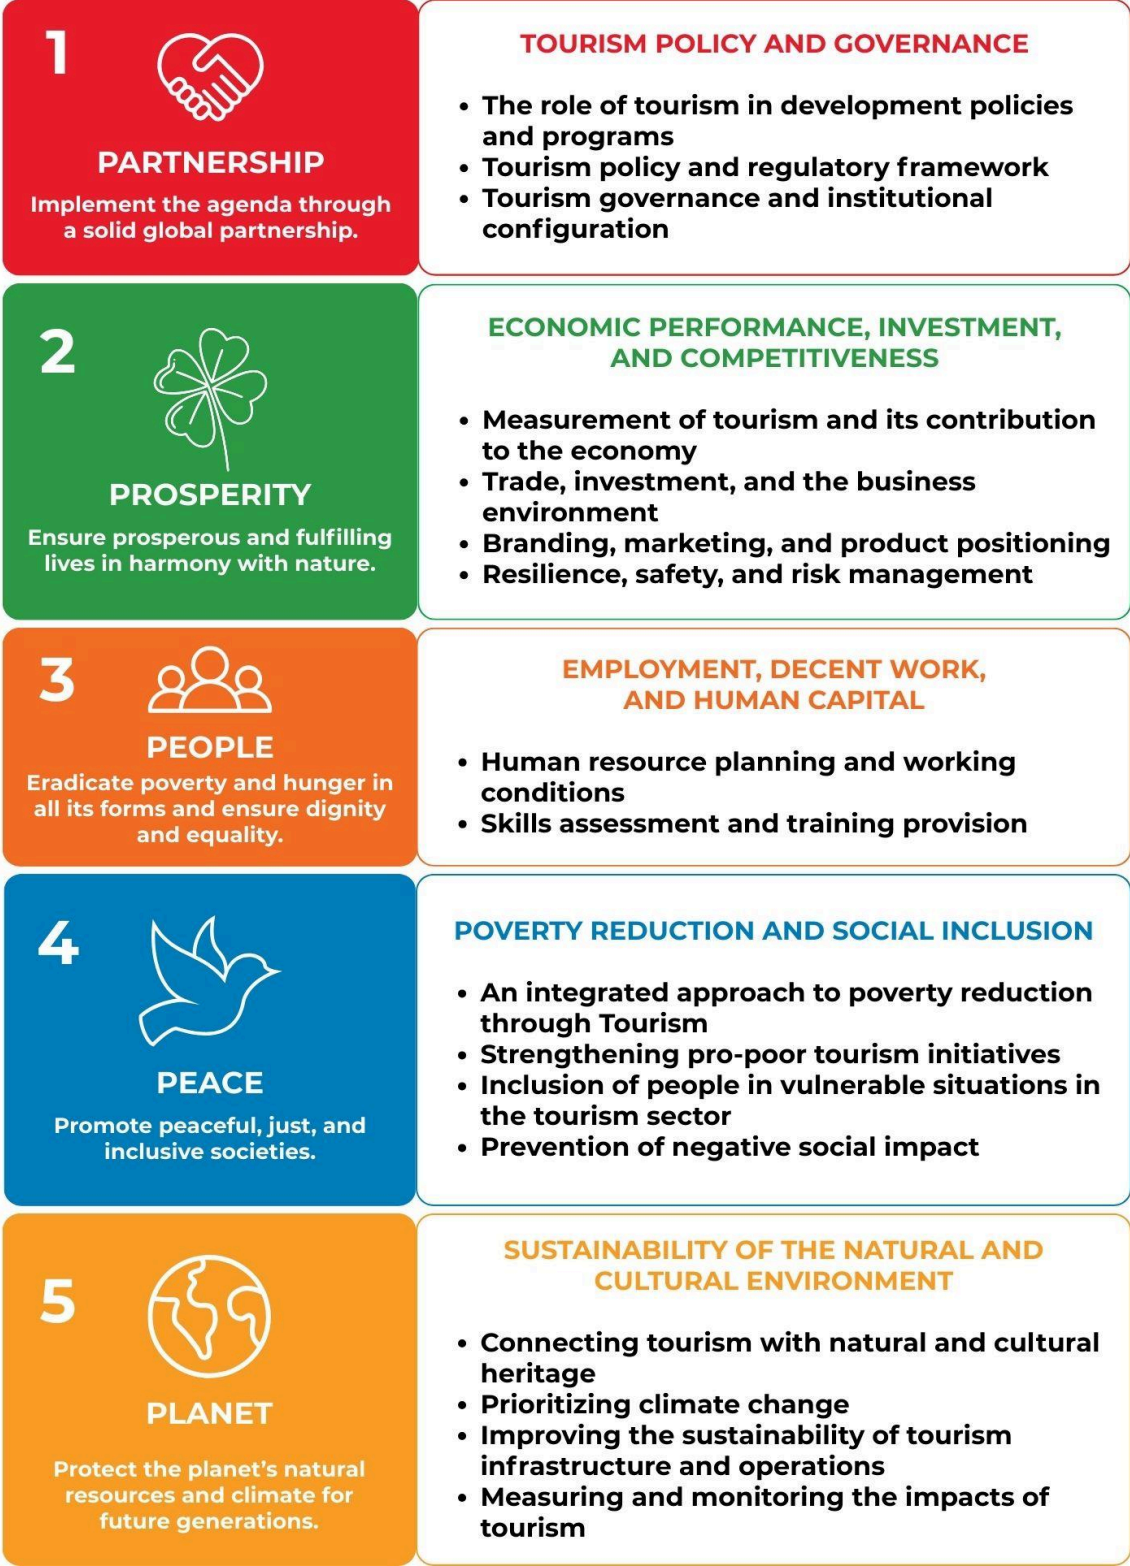 1
PARTNERSHIP
Implement the agenda through
a solid global partnership.
TOURISM POLICY AND GOVERNANCE
• The role of tourism in development policies
and programs
• Tourism policy and regulatory framework
• Tourism governance and institutional
configuration
2
PROSPERITY
Ensure prosperous and fulfilling
lives in harmony with nature.
ECONOMIC PERFORMANCE, INVESTMENT,
AND COMPETITIVENESS
• Measurement of tourism and its contribution
to the economy
• Trade, investment, and the business
environment
• Branding, marketing, and product positioning
• Resilience, safety, and risk management
3
PEOPLE
Eradicate poverty and hunger in
all its forms and ensure dignity
and equality.
EMPLOYMENT, DECENT WORK,
AND HUMAN CAPITAL
• Human resource planning and working
conditions
• Skills assessment and training provision
4
PEACE
Promote peaceful, just, and
inclusive societies.
POVERTY REDUCTION AND SOCIAL INCLUSION
• An integrated approach to poverty reduction
through Tourism
• Strengthening pro-poor tourism initiatives
• Inclusion of people in vulnerable situations in
the tourism sector
• Prevention of negative social impact
5
PLANET
Protect the planet's natural
resources and climate for
future generations.
SUSTAINABILITY OF THE NATURAL AND
CULTURAL ENVIRONMENT
• Connecting tourism with natural and cultural
heritage
• Prioritizing climate change
• Improving the sustainability of tourism
infrastructure and operations
• Measuring and monitoring the impacts of
tourism